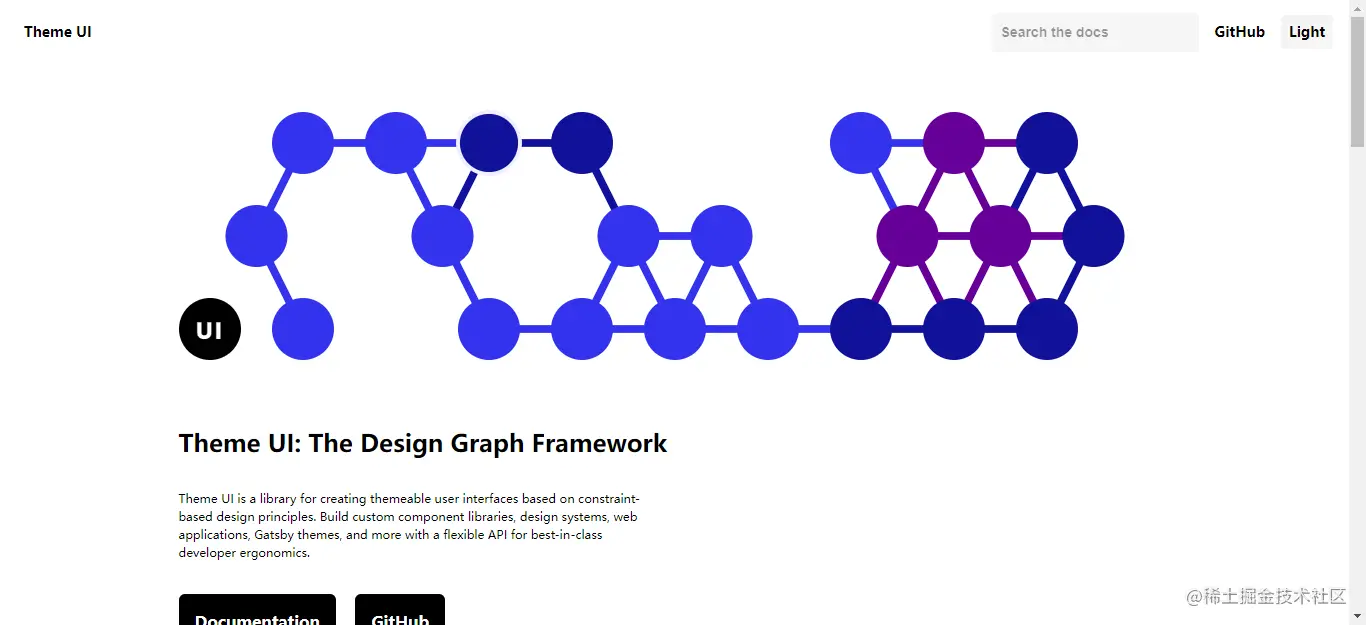 Theme UI
Search the docs
GitHub
Light
UI
Theme UI: The Design Graph Framework
Theme UI is a library for creating themeable user interfaces based on constraint-
based design principles. Build custom component libraries, design systems, web
applications, Gatsby themes, and more with a flexible API for best-in-class
developer ergonomics.
Documentation
GitHub
@稀土掘金技术社区